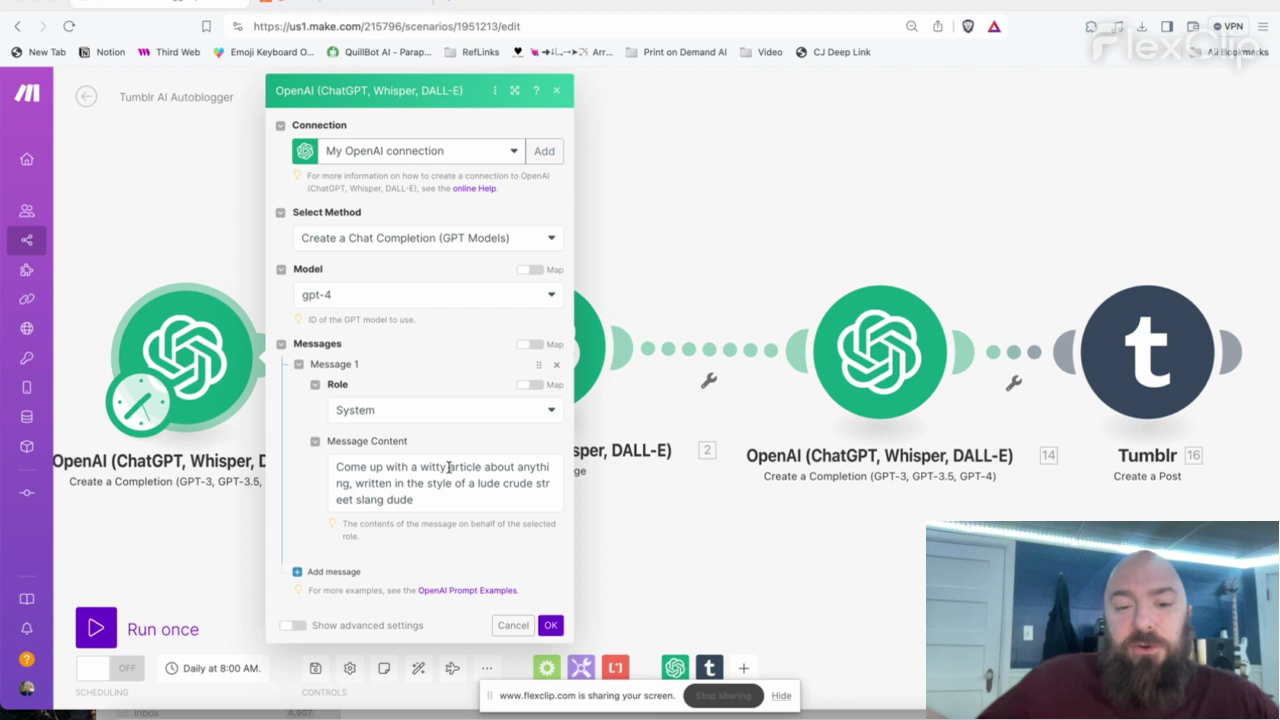 https://us1.make.com/215796/scenarios/1951213/edit
VPN
New Tab
Notion
Third Web
Emoji Keyboard O...
QuillBot AI - Parap...
RefLinks
Arr...
Print on Demand AI
Video
CJ Deep Link
All Bookmarks
FlexClip
Tumblr AI Autoblogger
OpenAI (ChatGPT, Whisper, DALL-E)
Connection
My OpenAI connection
Add
For more information on how to create a connection to OpenAI
(ChatGPT, Whisper, DALL-E), see the online Help.
Select Method
Create a Chat Completion (GPT Models)
Model
Map
gpt-4
ID of the GPT model to use.
Messages
Map
Message 1
Role
Map
System
Message Content
Come up with a witty article about anythi
ng, written in the style of a lude crude str
eet slang dude
The contents of the message on behalf of the selected
role.
Add message
For more examples, see the OpenAI Prompt Examples.
Show advanced settings
Cancel
OK
OpenAI (ChatGPT, Whisper, D
Create a Completion (GPT-3, GPT-3.5,
sper, DALL-E)
2
ge
OpenAI (ChatGPT, Whisper, DALL-E)
14
Create a Completion (GPT-3, GPT-3.5, GPT-4)
t
Tumblr
16
Create a Post
Run once
OFF
Daily at 8:00 AM.
SCHEDULING
CONTROLS
t
www.flexclip.com is sharing your screen.
Stop sharing
Hide
Inbox
4,907